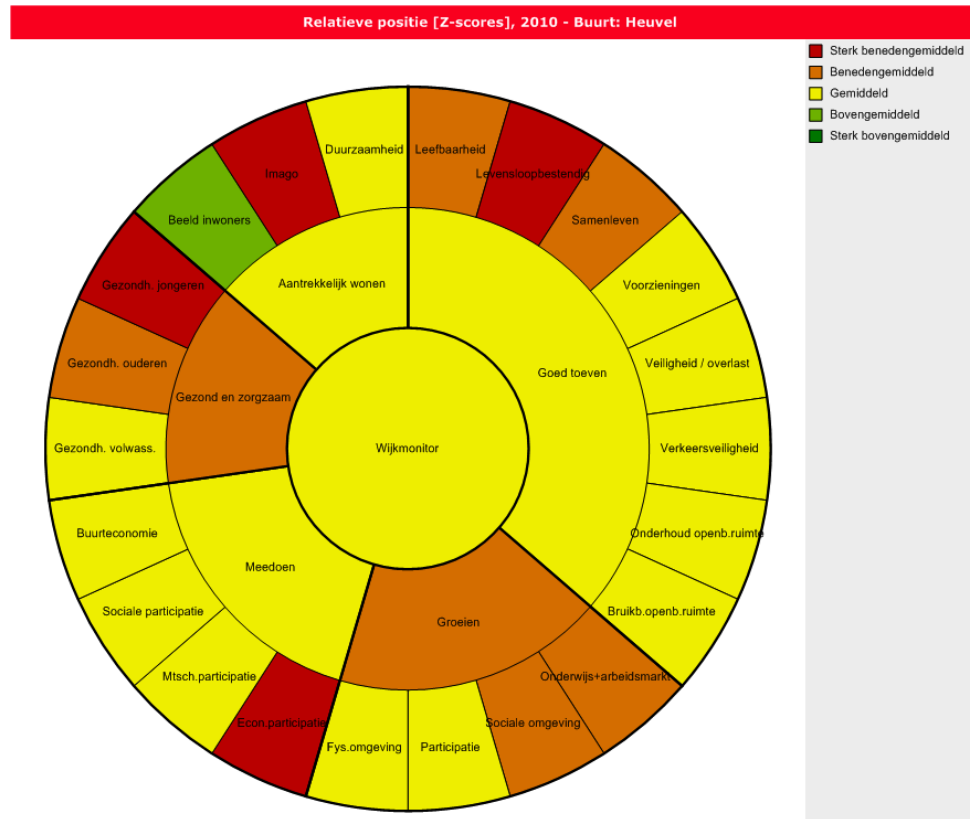 Relatieve positie [Z-scores], 2010 - Buurt: Heuvel
Sterk benedengemiddeld
Benedengemiddeld
Gemiddeld
Bovengemiddeld
Sterk bovengemiddeld
Duurzaamheid
Leefbaarheid
Imago
Levensloopbestendig
Beeld inwoners
Samenleven
Aantrekkelijk wonen
Voorzieningen
Gezondh. jongeren
Gezondh. ouderen
Veiligheid / overlast
Goed toeven
Gezond en zorgzaam
Gezondh. volwass.
Wijkmonitor
Verkeersveiligheid
Buurteconomie
Onderhoud openb.ruimte
Meedoen
Sociale participatie
Bruikb.openb.ruimte
Groeien
Mtsch.participatie
Onderwijs+arbeidsmarkt
Econ.participatie
Sociale omgeving
Fys.omgeving
Participatie